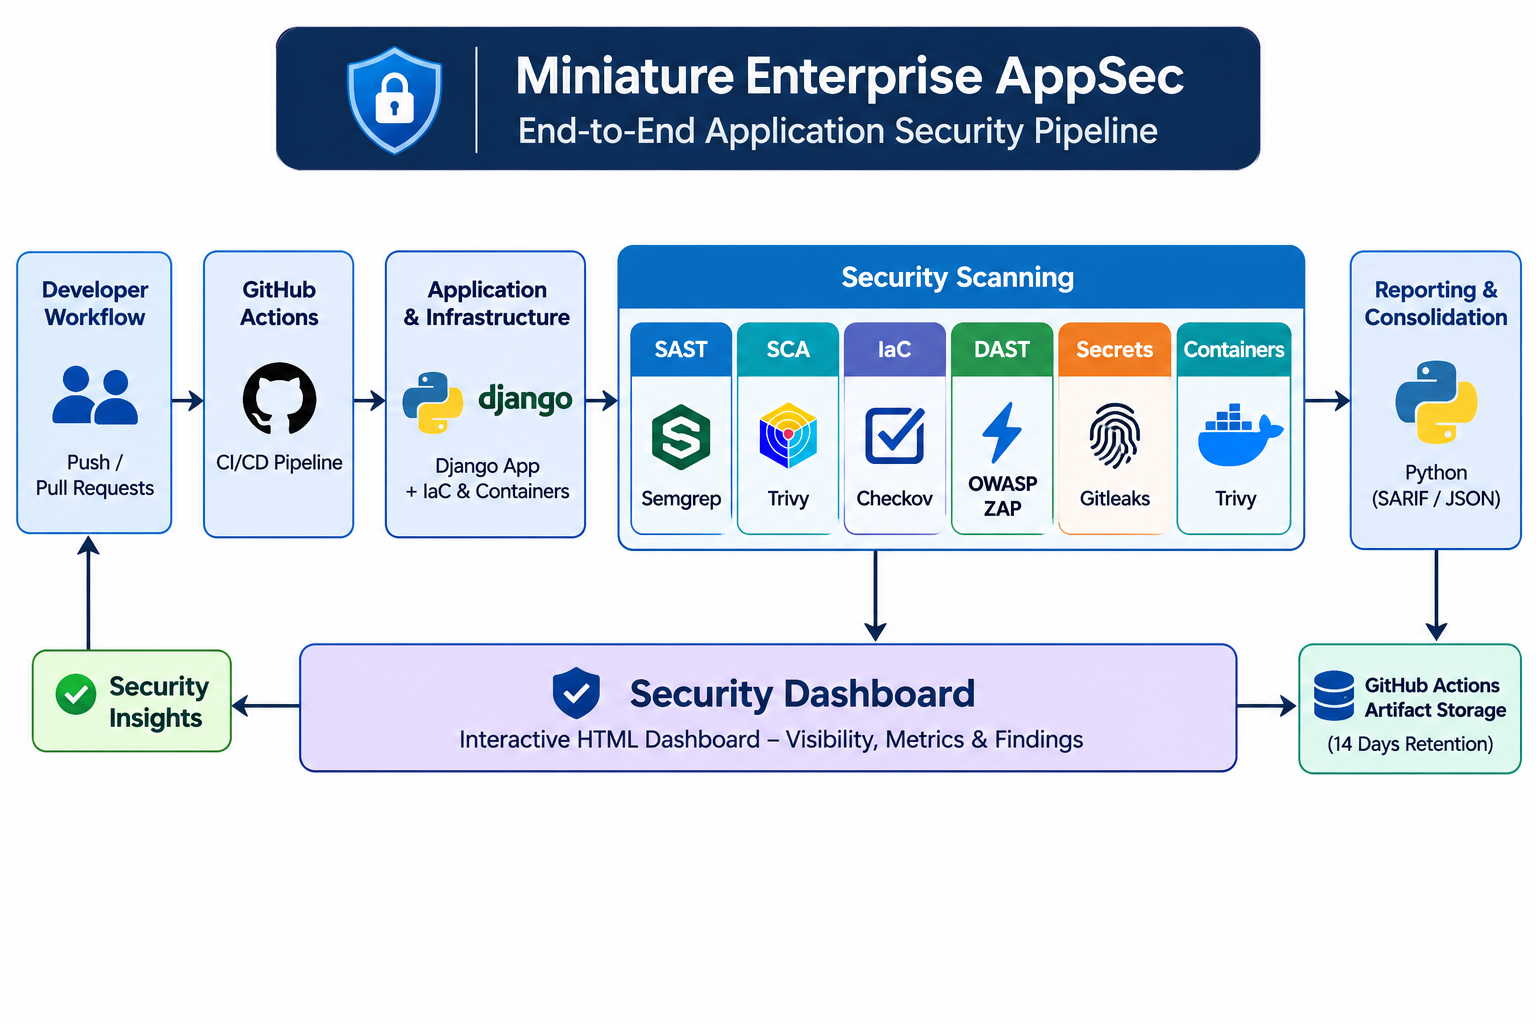 Miniature Enterprise AppSec
End-to-End Application Security Pipeline
Developer
Workflow
Push /
Pull Requests
GitHub
Actions
CI/CD Pipeline
Application
& Infrastructure
django
Django App
+ IaC & Containers
Security Scanning
SAST
Semgrep
SCA
Trivy
IaC
Checkov
DAST
OWASP
ZAP
Secrets
Gitleaks
Containers
Trivy
Reporting &
Consolidation
Python
(SARIF / JSON)
Security
Insights
Security Dashboard
Interactive HTML Dashboard – Visibility, Metrics & Findings
GitHub Actions
Artifact Storage
(14 Days Retention)